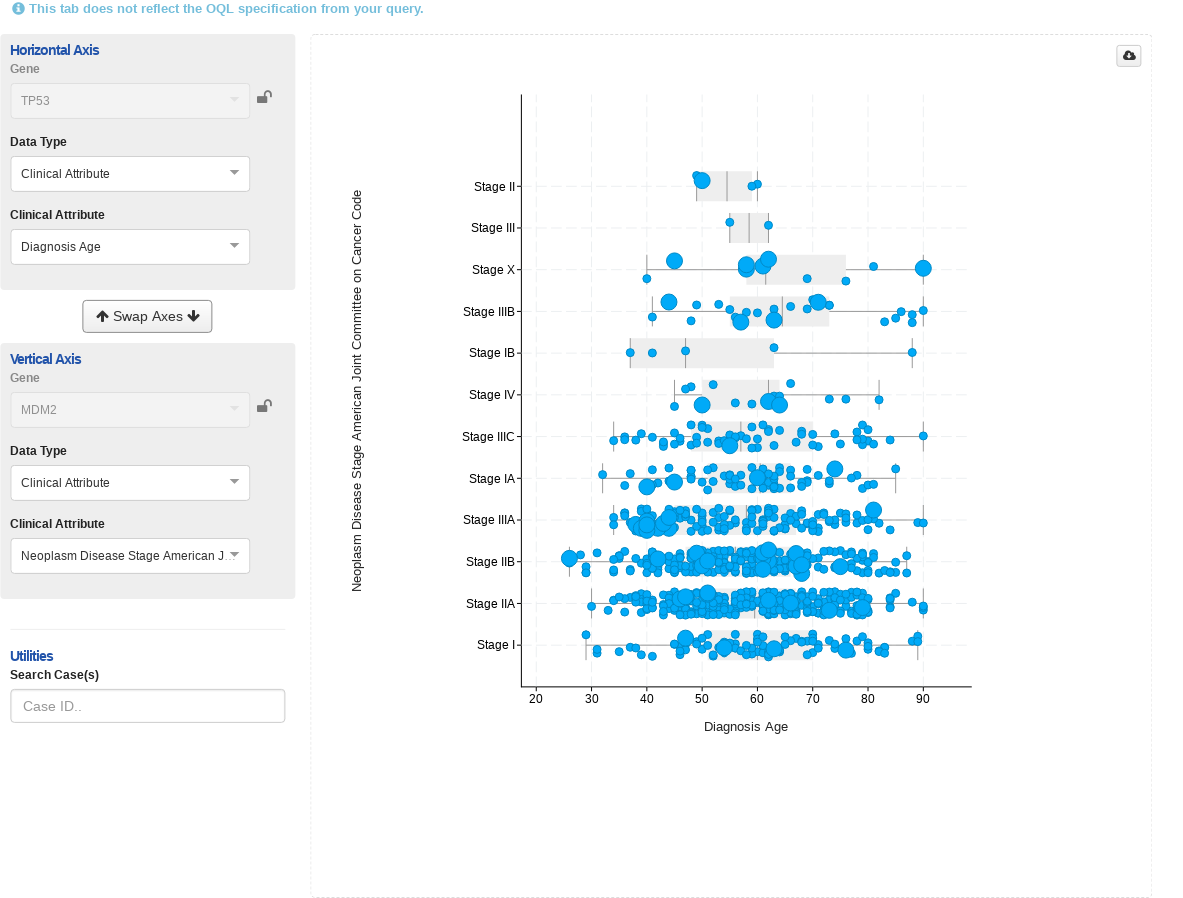 This tab does not reflect the OQL specification from your query.
Horizontal Axis
Gene
TP53
Data Type
Clinical Attribute
Clinical Attribute
Diagnosis Age
Swap Axes
Vertical Axis
Gene
MDM2
Data Type
Clinical Attribute
Clinical Attribute
Neoplasm Disease Stage American J...
Utilities
Search Case(s)
Case ID..
Neoplasm Disease Stage American Joint Committee on Cancer Code
Stage II
Stage III
Stage X
Stage IIIB
Stage IB
Stage IV
Stage IIIC
Stage IA
Stage IIIA
Stage IIB
Stage IIA
Stage I
20 30 40 50 60 70 80 90
Diagnosis Age